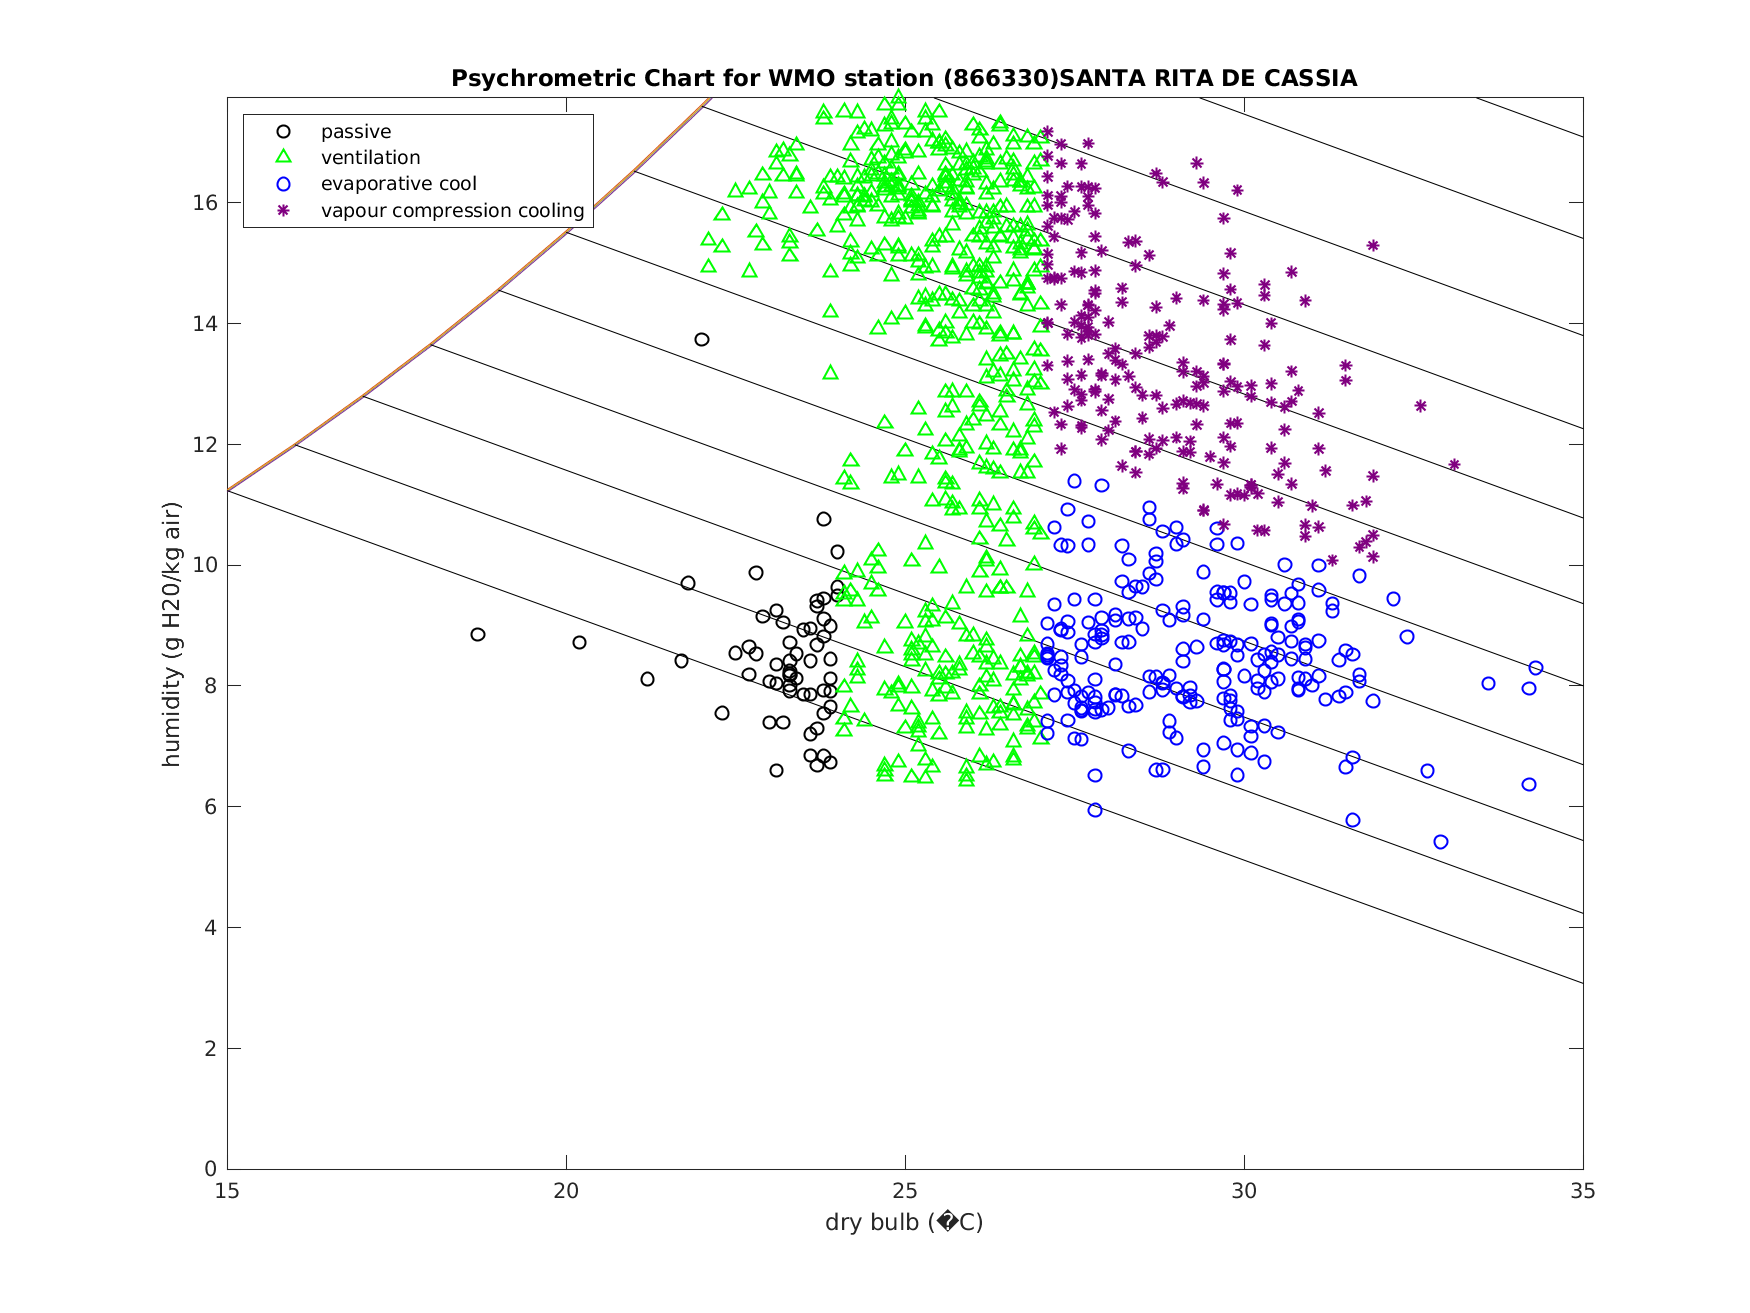 Psychrometric Chart for WMO station (866330)SANTA RITA DE CASSIA
passive
ventilation
evaporative cool
vapour compression cooling
humidity (g H20/kg air)
16
14
12
10
8
6
4
2
0
15 20 25 30 35
dry bulb (�C)